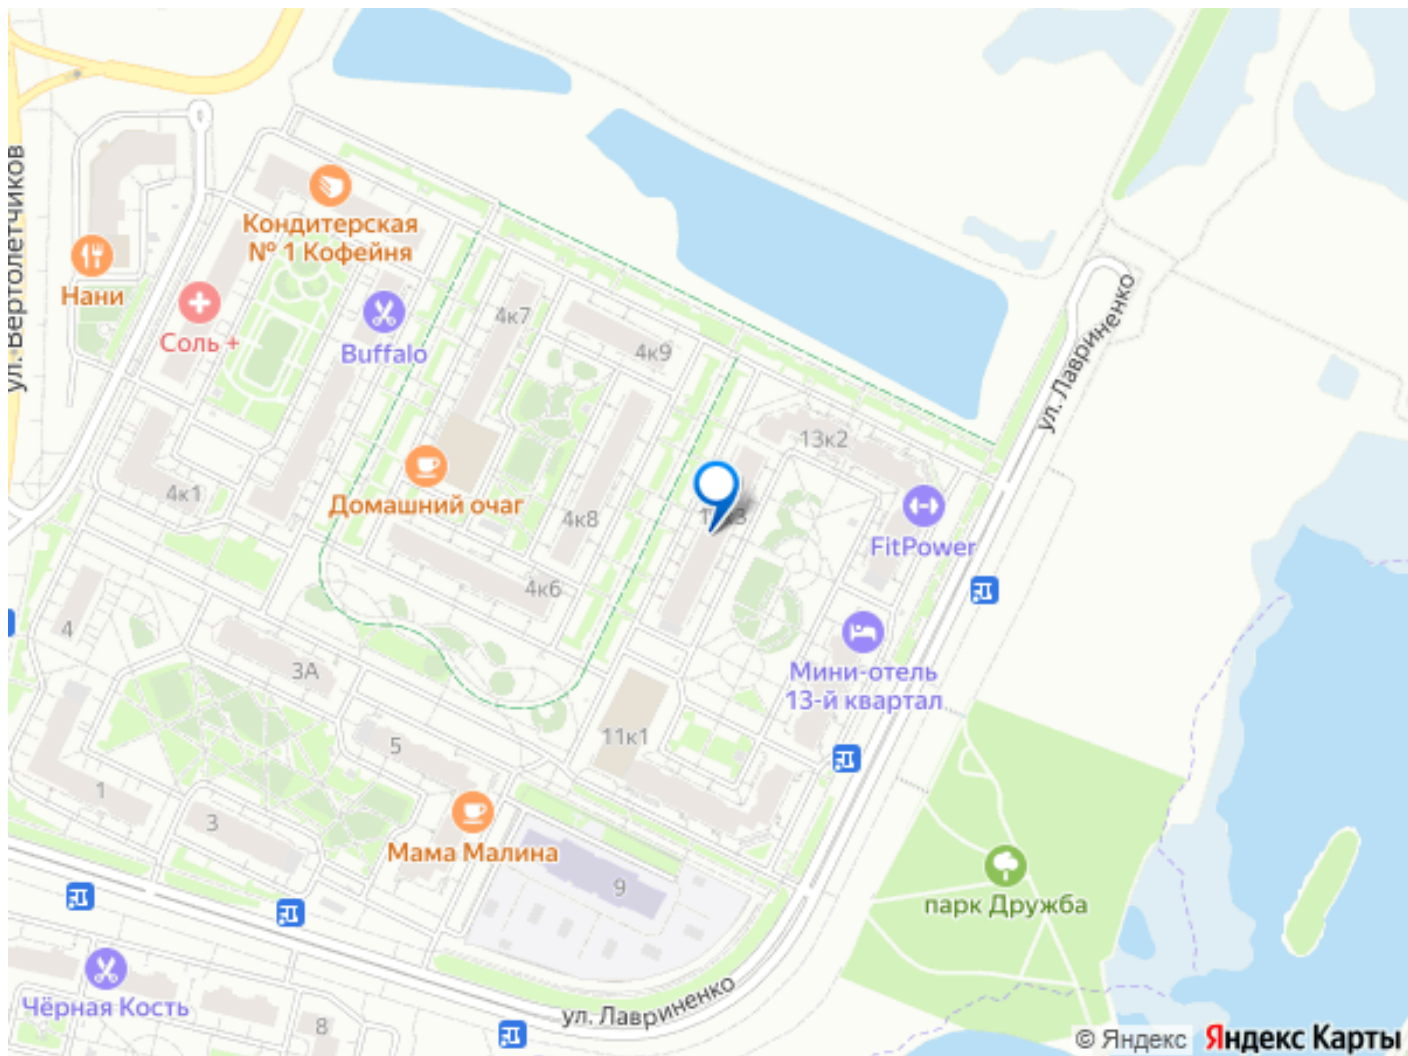 ул. Вертолетчиков
Кондитерская
№ 1 Кофейня
Нани
Соль +
Buffalo
4к7
4к9
ул. Лавриненко
13к2
4к1
Домашний очаг
4к8
FitPower
4к6
4
3А
Мини-отель
13-й квартал
11к1
5
1
3
Мама Малина
9
парк Дружба
Чёрная Кость
8
ул. Лавриненко
© Яндекс Яндекс Карты